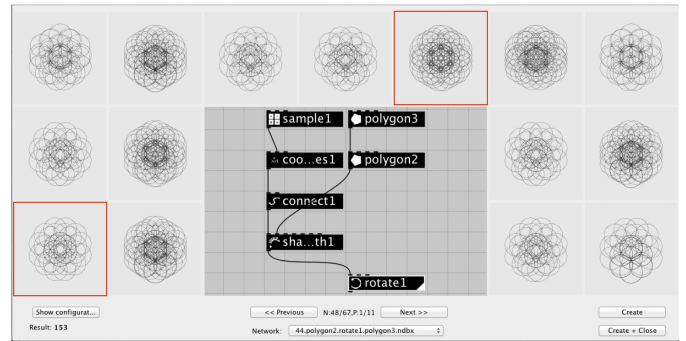 sample1
polygon3
coo...es1
polygon2
connect1
sha...th1
rotate1
Show configurat...
<< Previous N:48/67,P:1/11 Next >>
Create
Result: 153
Network: 44.polygon2.rotate1.polygon3.ndbx
Create + Close